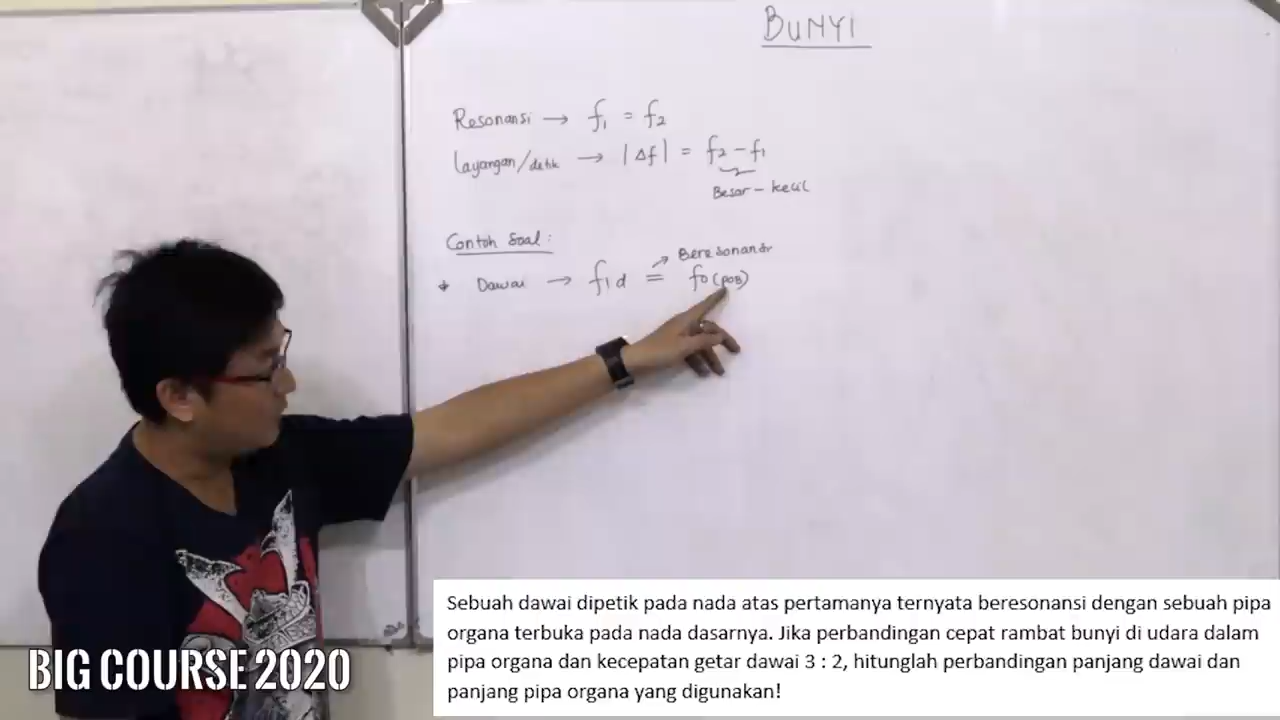 BUNYI
Resonansi → f₁ = f₂
Layangan/detik → |Δf| = f₂ - f₁
Besar - kecil
Contoh Soal :
→ Beresonansi
* Dawai → f₁d = f₀(POB)
BIG COURSE 2020
Sebuah dawai dipetik pada nada atas pertamanya ternyata beresonansi dengan sebuah pipa
organa terbuka pada nada dasarnya. Jika perbandingan cepat rambat bunyi di udara dalam
pipa organa dan kecepatan getar dawai 3 : 2, hitunglah perbandingan panjang dawai dan
panjang pipa organa yang digunakan!